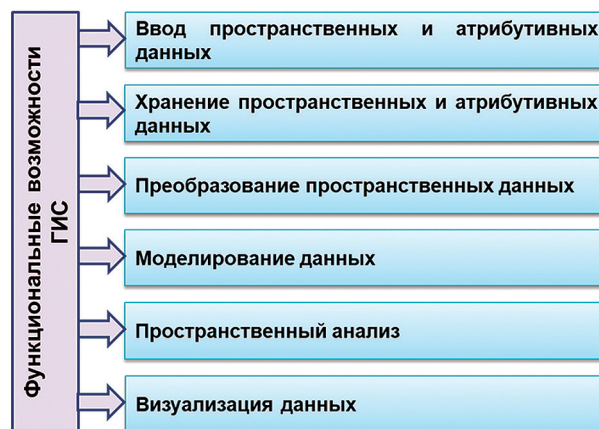 Функциональные возможности
ГИС
Ввод пространственных и атрибутивных
данных
Хранение пространственных и атрибутивных
данных
Преобразование пространственных данных
Моделирование данных
Пространственный анализ
Визуализация данных